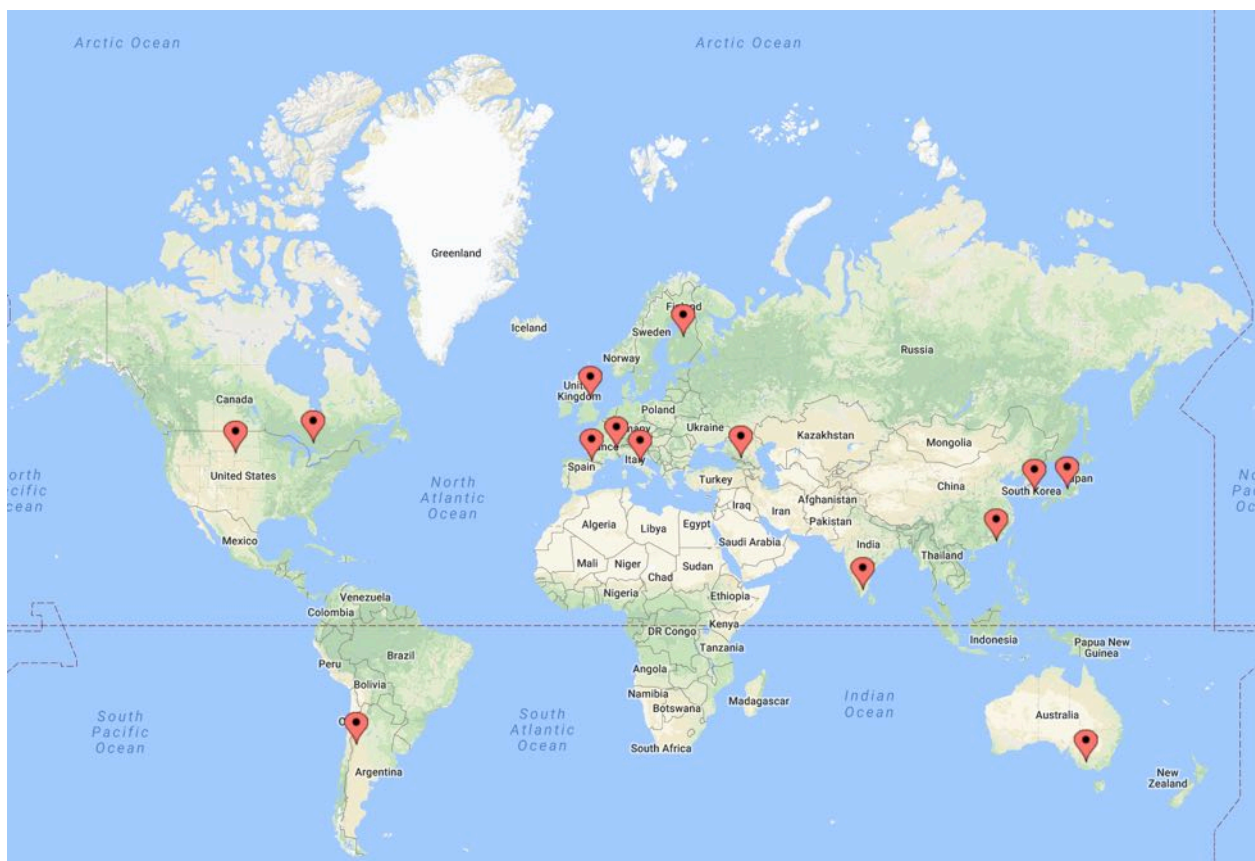 Arctic Ocean
Arctic Ocean
Greenland
Iceland
Finland
Sweden
Norway
Russia
United
Kingdom
Canada
Poland
Ukraine
Kazakhstan
Mongolia
Spain
Italy
United States
Turkey
China
South Korea
North
Atlantic
Ocean
Afghanistan
Iraq
Iran
Pakistan
Algeria
Libya
Egypt
Saudi Arabia
Mexico
India
Thailand
Mali
Niger
Chad
Sudan
Nigeria
Ethiopia
Venezuela
Colombia
Kenya
DR Congo
Tanzania
Indonesia
Papua New
Guinea
Peru
Brazil
Bolivia
Angola
Namibia
Botswana
Madagascar
Indian
Ocean
South
Pacific
Ocean
South
Atlantic
Ocean
Australia
South Africa
Argentina
New
Zealand